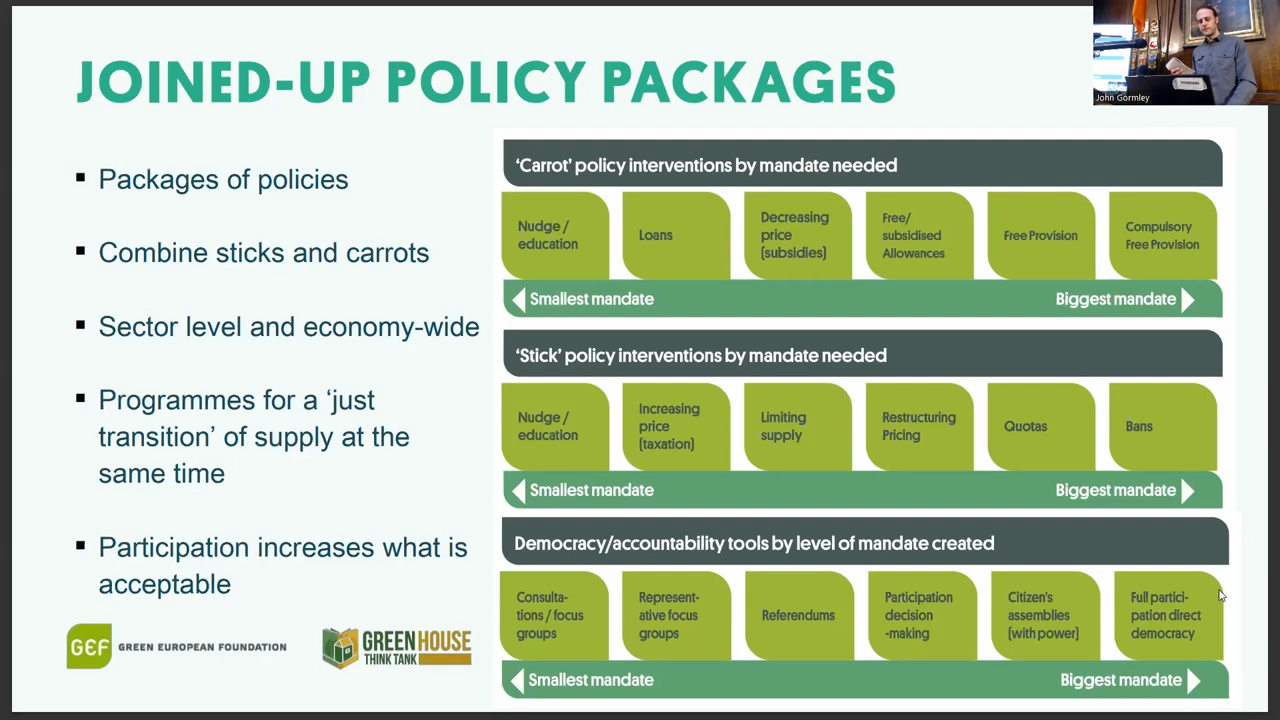 JOINED-UP POLICY PACKAGES
John Gormley
Packages of policies
Combine sticks and carrots
Sector level and economy-wide
Programmes for a ‘just
transition’ of supply at the
same time
Participation increases what is
acceptable
GEF GREEN EUROPEAN FOUNDATION
GREEN HOUSE
THINK TANK
‘Carrot’ policy interventions by mandate needed
Nudge /
education
Loans
Decreasing
price
(subsidies)
Free/
subsidised
Allowances
Free Provision
Compulsory
Free Provision
Smallest mandate
Biggest mandate
‘Stick’ policy interventions by mandate needed
Nudge /
education
Increasing
price
(taxation)
Limiting
supply
Restructuring
Pricing
Quotas
Bans
Smallest mandate
Biggest mandate
Democracy/accountability tools by level of mandate created
Consulta-
tions / focus
groups
Represent-
ative focus
groups
Referendums
Participation
decision
-making
Citizen's
assemblies
(with power)
Full partici-
pation direct
democracy
Smallest mandate
Biggest mandate